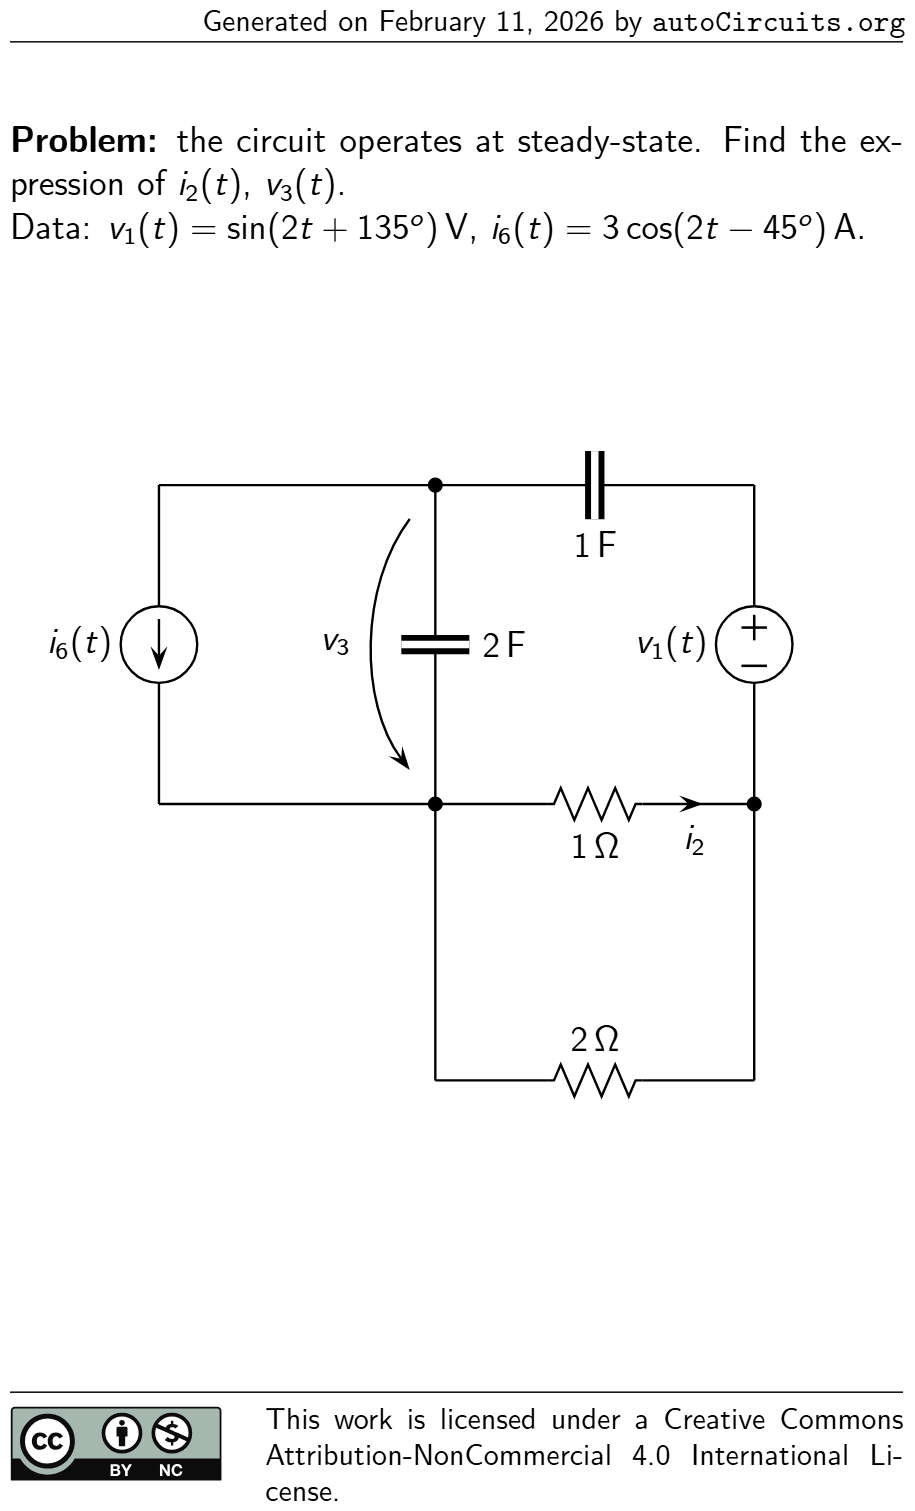 Generated on February 11, 2026 by autoCircuits.org
Problem: the circuit operates at steady-state. Find the ex-
pression of i₂(t), v₃(t).
Data: v₁(t) = sin(2t + 135º) V, i₆(t) = 3 cos(2t − 45º) A.
1 F
i₆(t)
v₃
2 F
v₁(t)
+
−
1 Ω
i₂
2 Ω
This work is licensed under a Creative Commons
Attribution-NonCommercial 4.0 International Li-
cense.
CC
BY NC